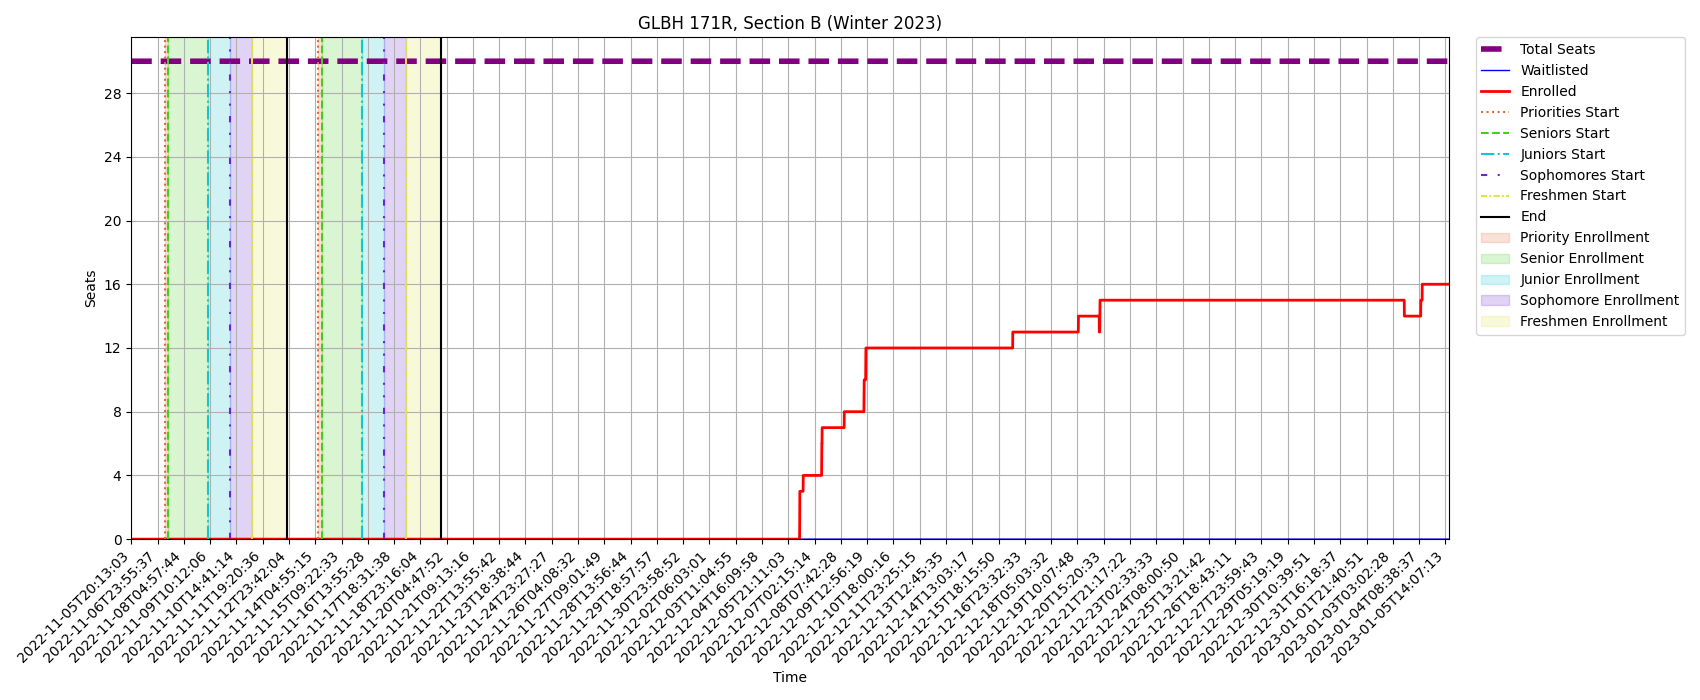 GLBH 171R, Section B (Winter 2023)
Total Seats
Waitlisted
Enrolled
Priorities Start
Seniors Start
Juniors Start
Sophomores Start
Freshmen Start
End
Priority Enrollment
Senior Enrollment
Junior Enrollment
Sophomore Enrollment
Freshmen Enrollment
Seats
28
24
20
16
12
8
4
0
2022-11-05T20:13:03
2022-11-06T23:55:37
2022-11-08T04:57:44
2022-11-09T10:12:06
2022-11-10T14:41:14
2022-11-11T19:20:36
2022-11-12T23:42:04
2022-11-14T04:55:15
2022-11-15T09:22:33
2022-11-16T13:55:28
2022-11-17T18:31:38
2022-11-18T23:16:04
2022-11-20T04:47:52
2022-11-21T09:13:16
2022-11-22T13:55:42
2022-11-23T18:38:44
2022-11-24T23:27:27
2022-11-26T04:08:32
2022-11-27T09:01:49
2022-11-28T13:56:44
2022-11-29T18:57:57
2022-11-30T23:58:52
2022-12-02T06:03:01
2022-12-03T11:04:55
2022-12-04T16:09:58
2022-12-05T21:11:03
2022-12-07T02:15:14
2022-12-08T07:42:28
2022-12-09T12:56:19
2022-12-10T18:00:16
2022-12-11T23:25:15
2022-12-13T12:45:35
2022-12-14T13:03:17
2022-12-15T18:15:50
2022-12-16T23:32:33
2022-12-18T05:03:32
2022-12-19T10:07:48
2022-12-20T15:20:33
2022-12-21T21:17:22
2022-12-23T02:33:33
2022-12-24T08:00:50
2022-12-25T13:21:42
2022-12-26T18:43:11
2022-12-27T23:59:43
2022-12-29T05:19:19
2022-12-30T10:39:51
2022-12-31T16:18:37
2023-01-01T21:40:51
2023-01-03T03:02:28
2023-01-04T08:38:37
2023-01-05T14:07:13
Time